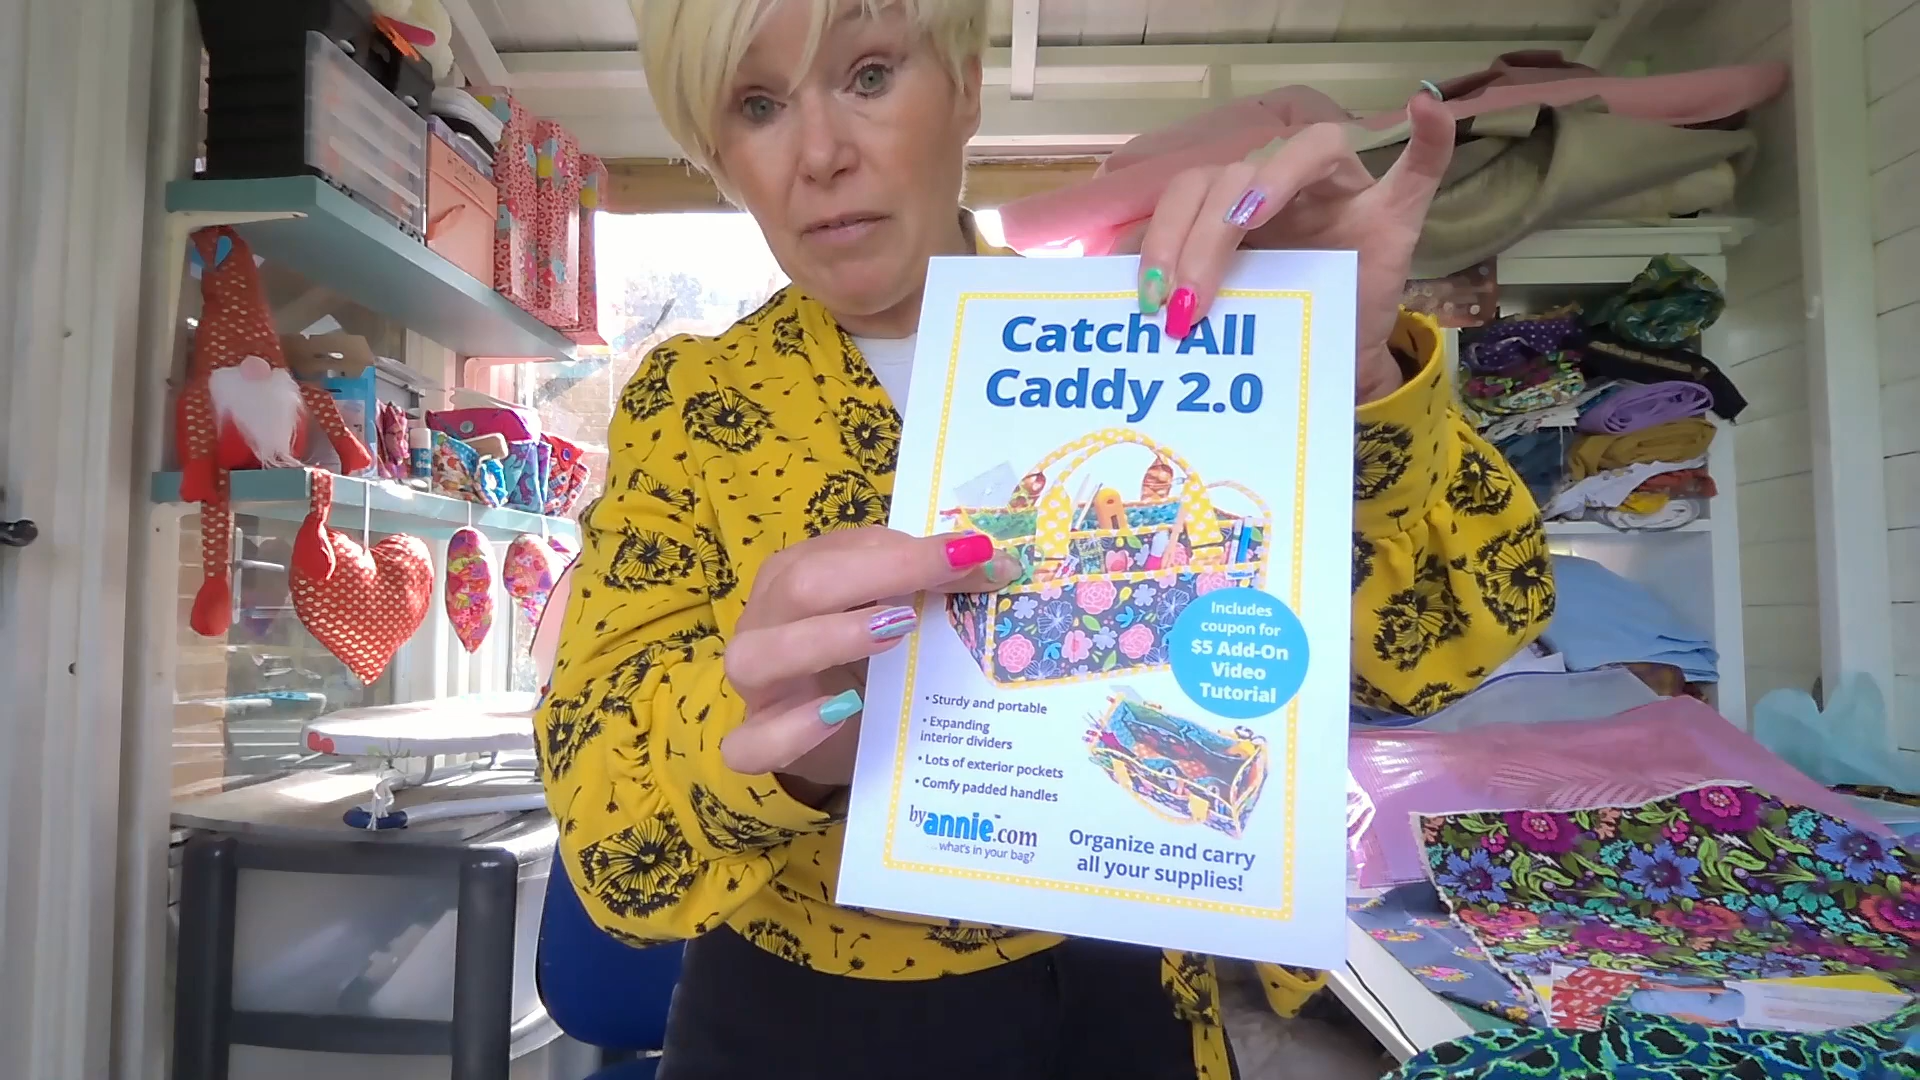 Catch All
Caddy 2.0
Includes
coupon for
$5 Add-On
Video
Tutorial
• Sturdy and portable
• Expanding
interior dividers
• Lots of exterior pockets
• Comfy padded handles
byannie.com
...what's in your bag?
Organize and carry
all your supplies!